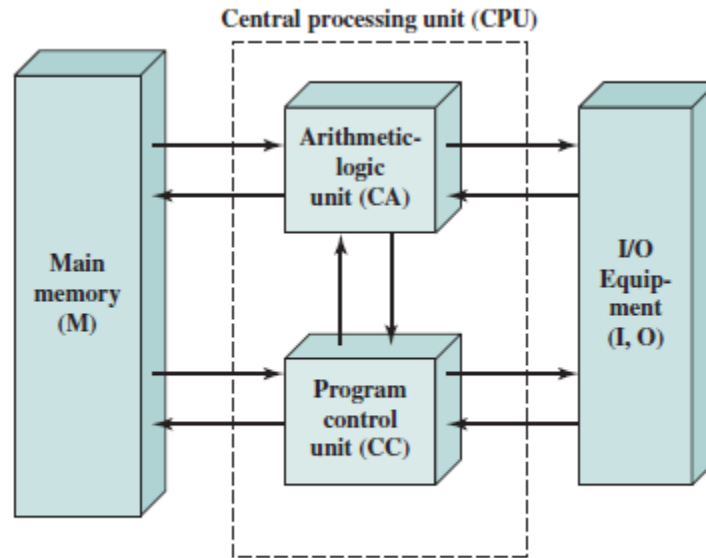 Central processing unit (CPU)
Arithmetic-
logic
unit (CA)
Main
memory
(M)
I/O
Equip-
ment
(I, O)
Program
control
unit (CC)